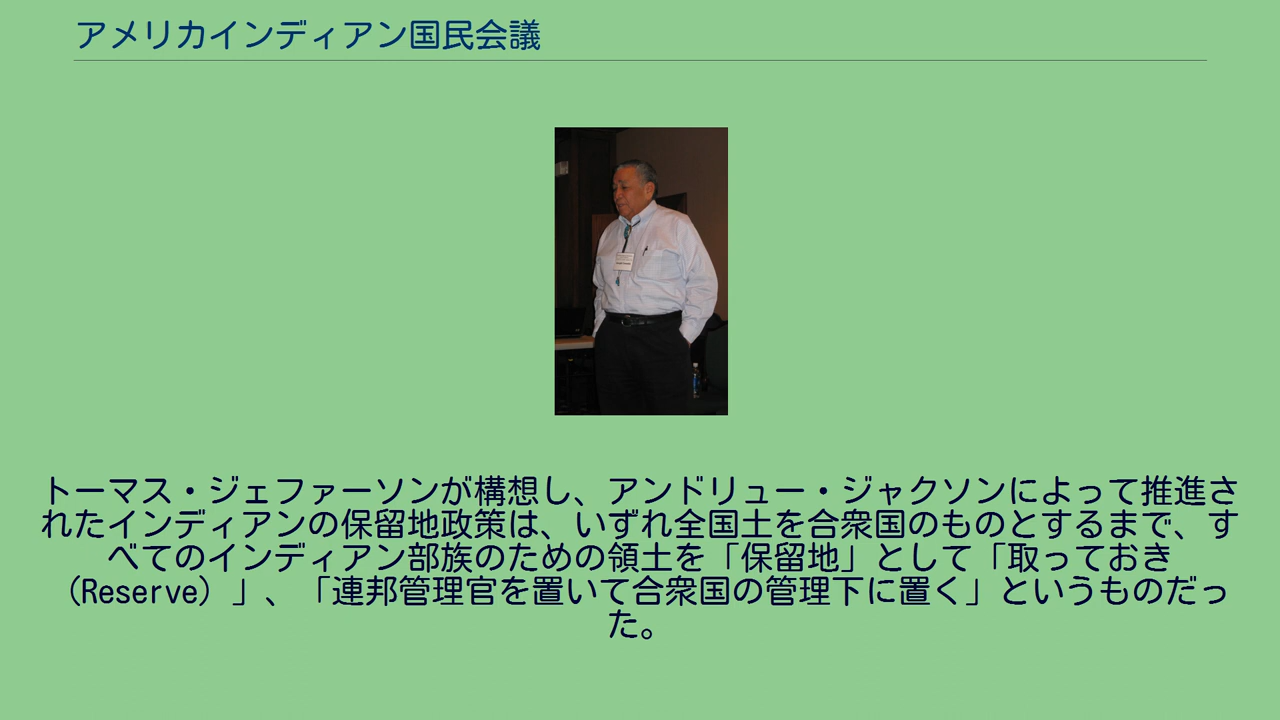 アメリカインディアン国民会議
トーマス・ジェファーソンが構想し、アンドリュー・ジャクソンによって推進さ
れたインディアンの保留地政策は、いずれ全国土を合衆国のものとするまで、す
べてのインディアン部族のための領土を「保留地」として「取っておき
（Reserve）」、「連邦管理官を置いて合衆国の管理下に置く」というものだっ
た。